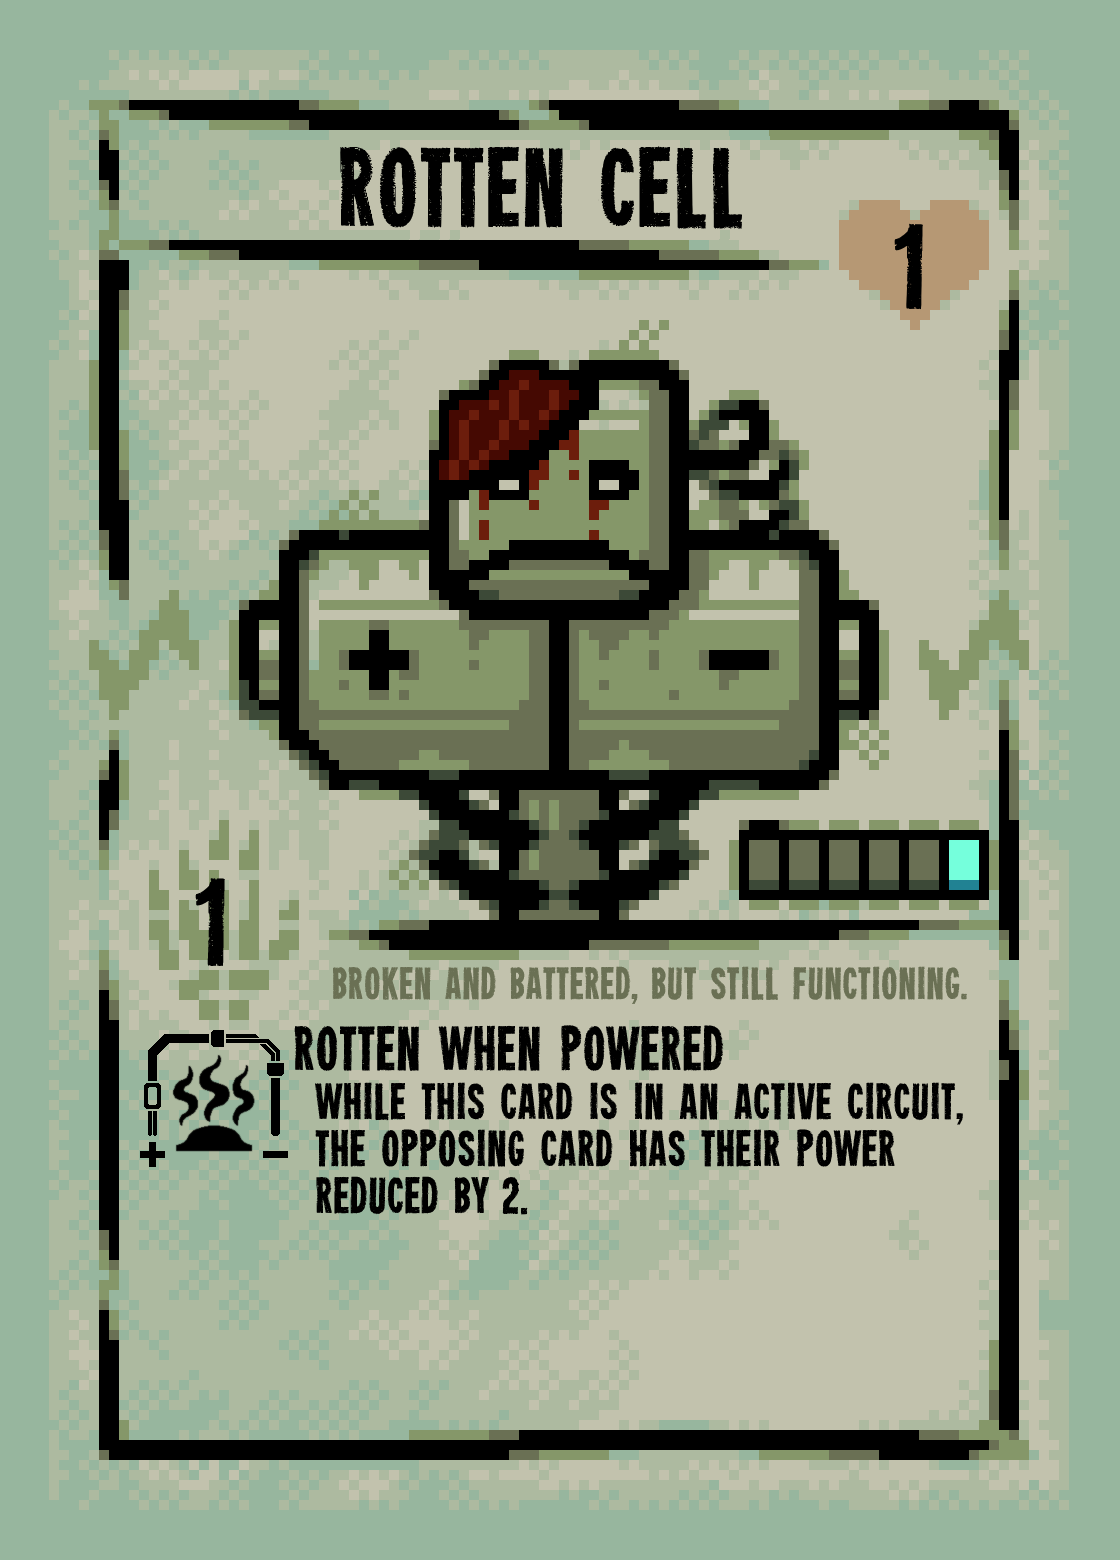 ROTTEN CELL
1
+ -
1
BROKEN AND BATTERED, BUT STILL FUNCTIONING.
ROTTEN WHEN POWERED
WHILE THIS CARD IS IN AN ACTIVE CIRCUIT,
THE OPPOSING CARD HAS THEIR POWER
REDUCED BY 2.
+ -